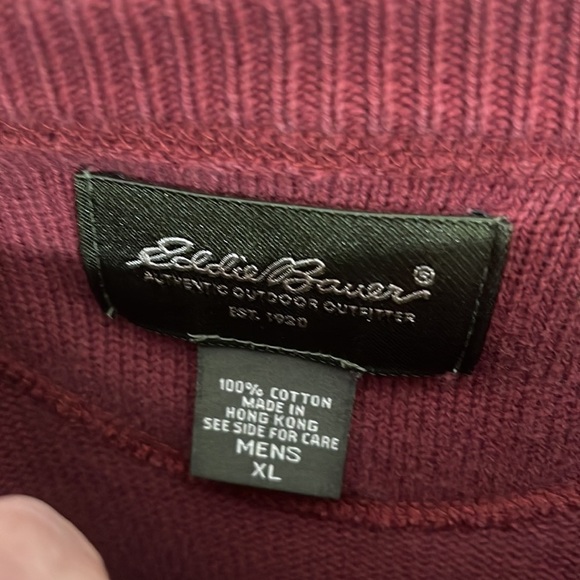 Eddie Bauer®
AUTHENTIC OUTDOOR OUTFITTER
EST. 1920
100% COTTON
MADE IN
HONG KONG
SEE SIDE FOR CARE
MENS
XL